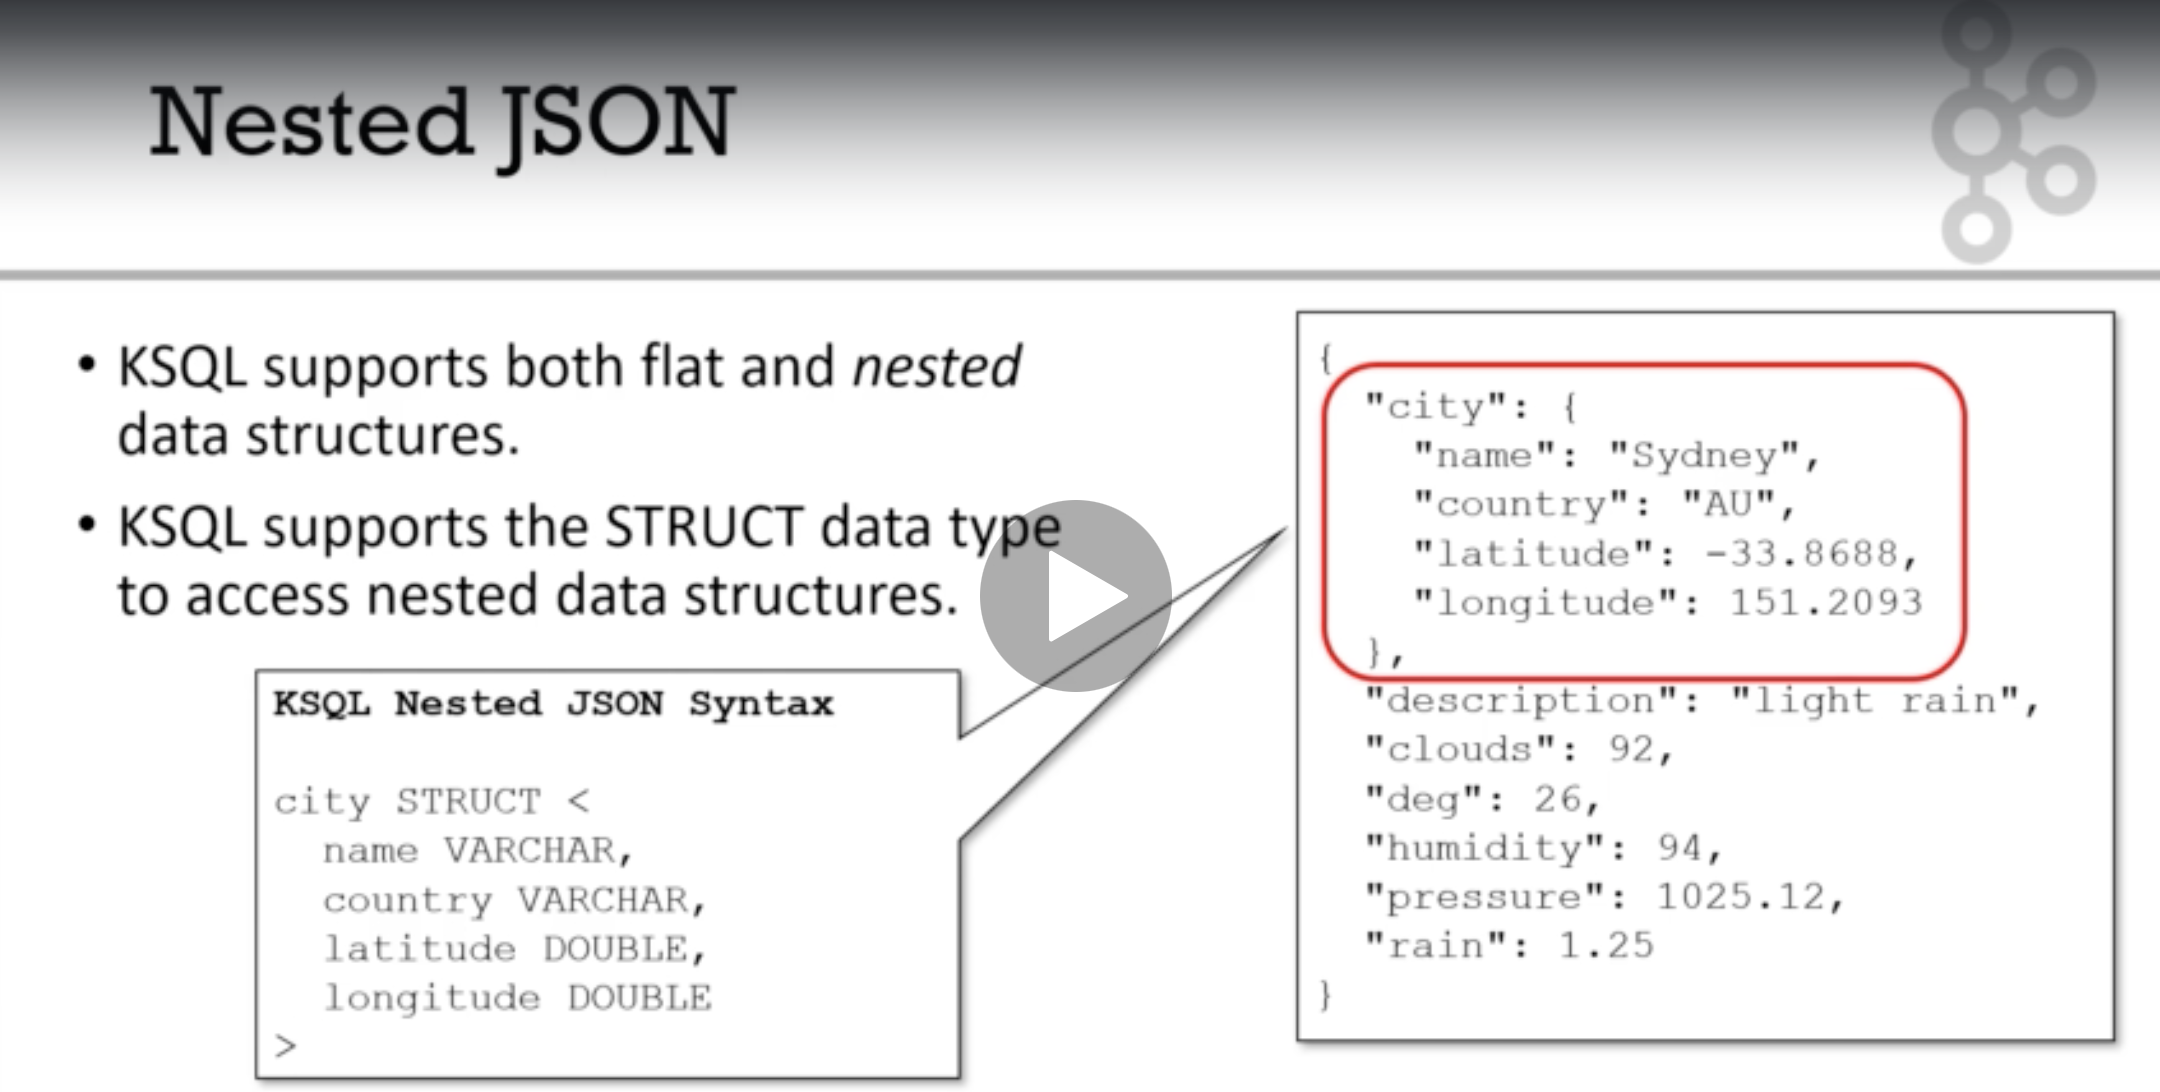 Nested JSON
• KSQL supports both flat and nested
data structures.
• KSQL supports the STRUCT data type
to access nested data structures.
KSQL Nested JSON Syntax
city STRUCT <
  name VARCHAR,
  country VARCHAR,
  latitude DOUBLE,
  longitude DOUBLE
>
{
  "city": {
    "name": "Sydney",
    "country": "AU",
    "latitude": -33.8688,
    "longitude": 151.2093
  },
  "description": "light rain",
  "clouds": 92,
  "deg": 26,
  "humidity": 94,
  "pressure": 1025.12,
  "rain": 1.25
}